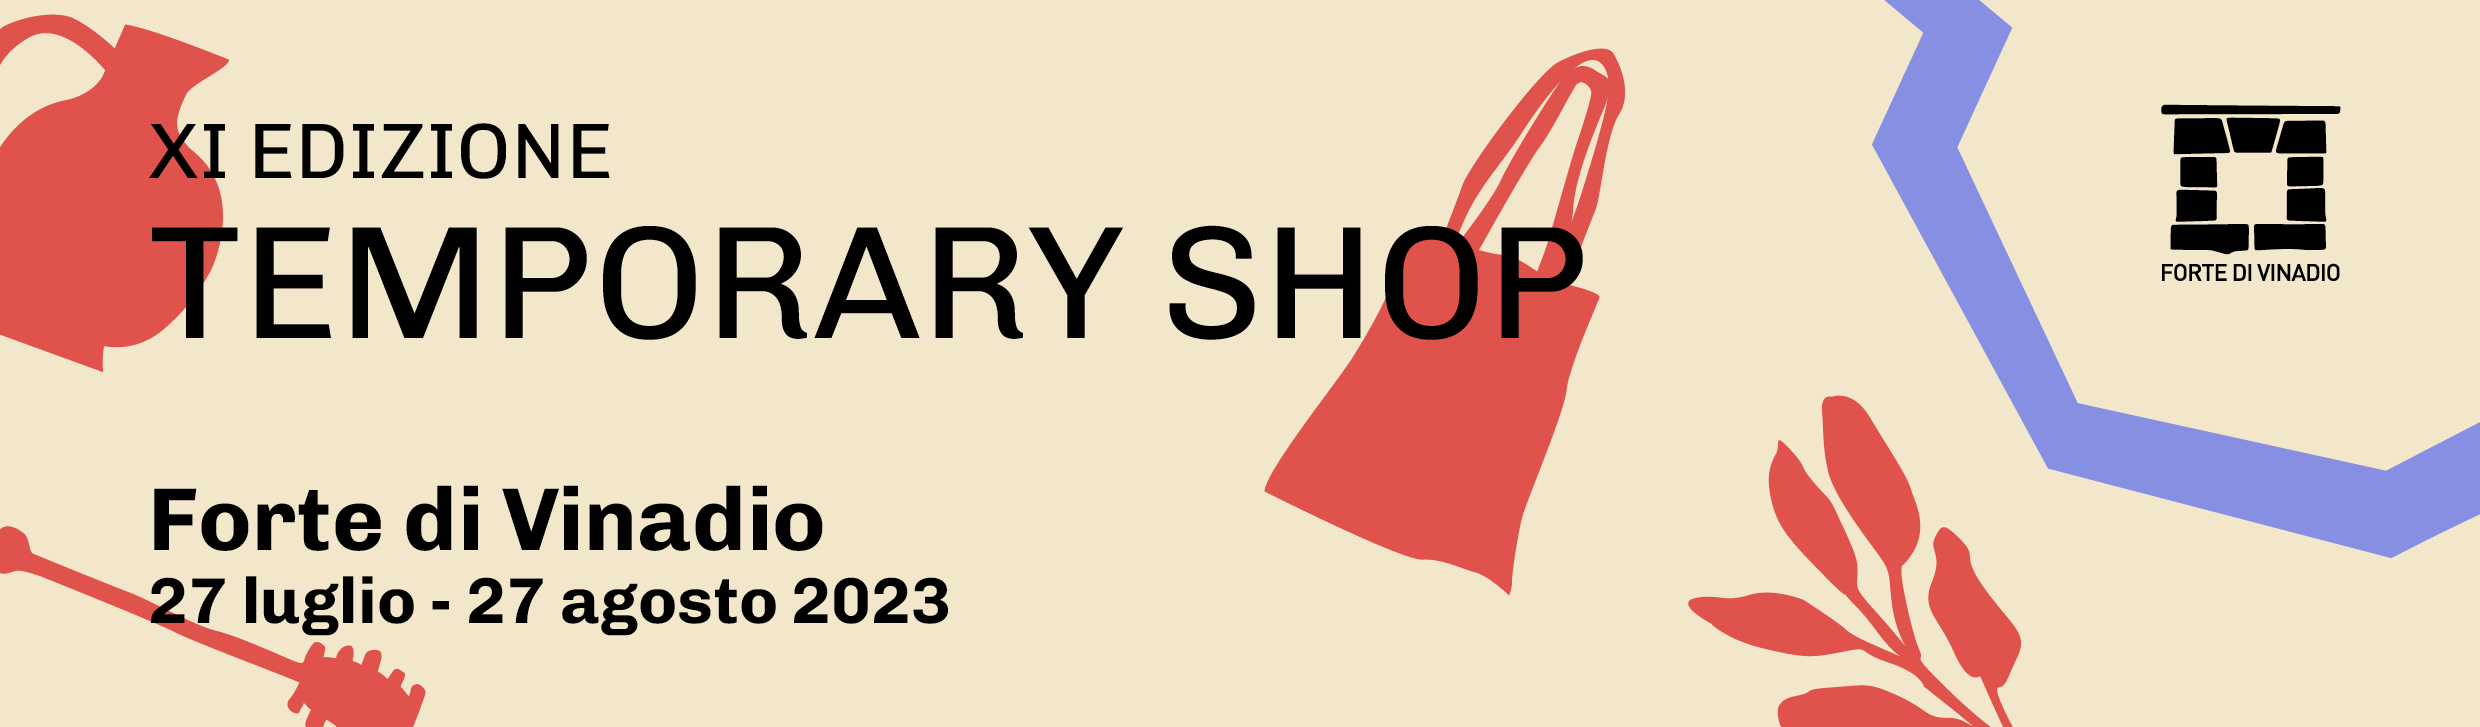 XI EDIZIONE
TEMPORARY SHOP
Forte di Vinadio
27 luglio - 27 agosto 2023
FORTE DI VINADIO